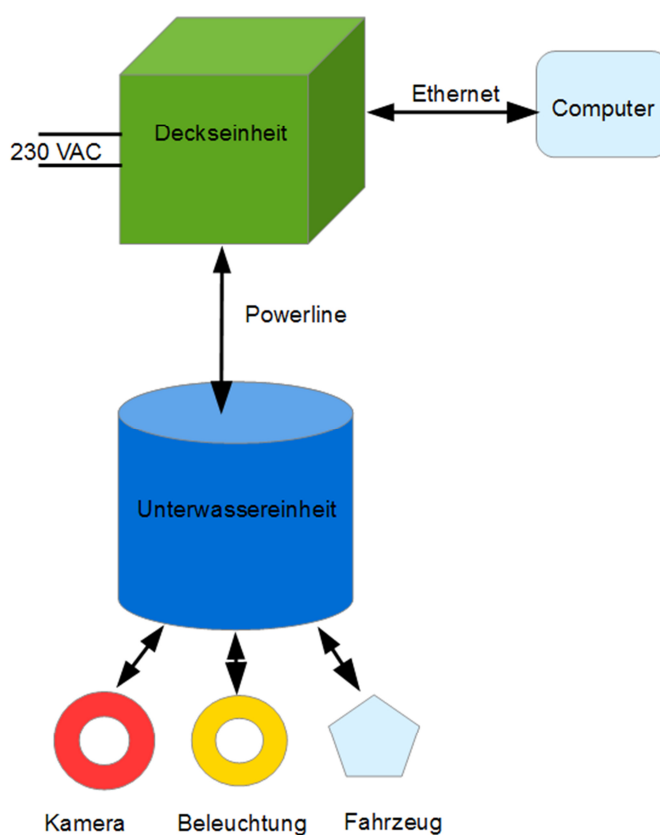 Ethernet
Computer
Deckseinheit
230 VAC
Powerline
Unterwassereinheit
Kamera
Beleuchtung
Fahrzeug